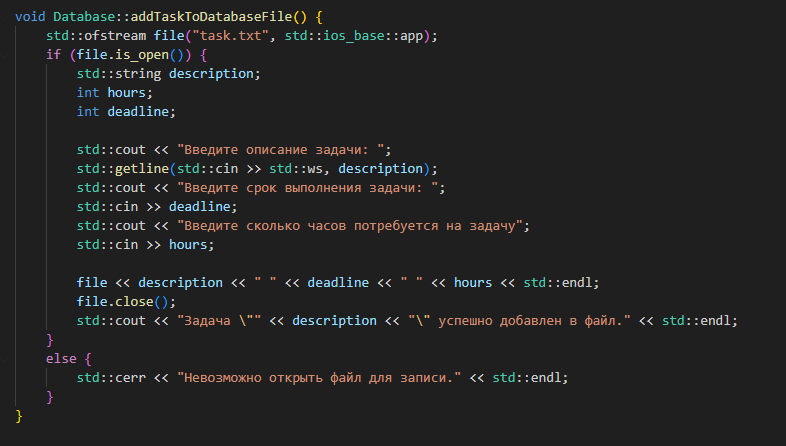 void Database::addTaskToDatabaseFile() {
    std::ofstream file("task.txt", std::ios_base::app);
    if (file.is_open()) {
        std::string description;
        int hours;
        int deadline;

        std::cout << "Введите описание задачи: ";
        std::getline(std::cin >> std::ws, description);
        std::cout << "Введите срок выполнения задачи: ";
        std::cin >> deadline;
        std::cout << "Введите сколько часов потребуется на задачу";
        std::cin >> hours;

        file << description << " " << deadline << " " << hours << std::endl;
        file.close();
        std::cout << "Задача \"" << description << "\" успешно добавлен в файл." << std::endl;
    }
    else {
        std::cerr << "Невозможно открыть файл для записи." << std::endl;
    }
}